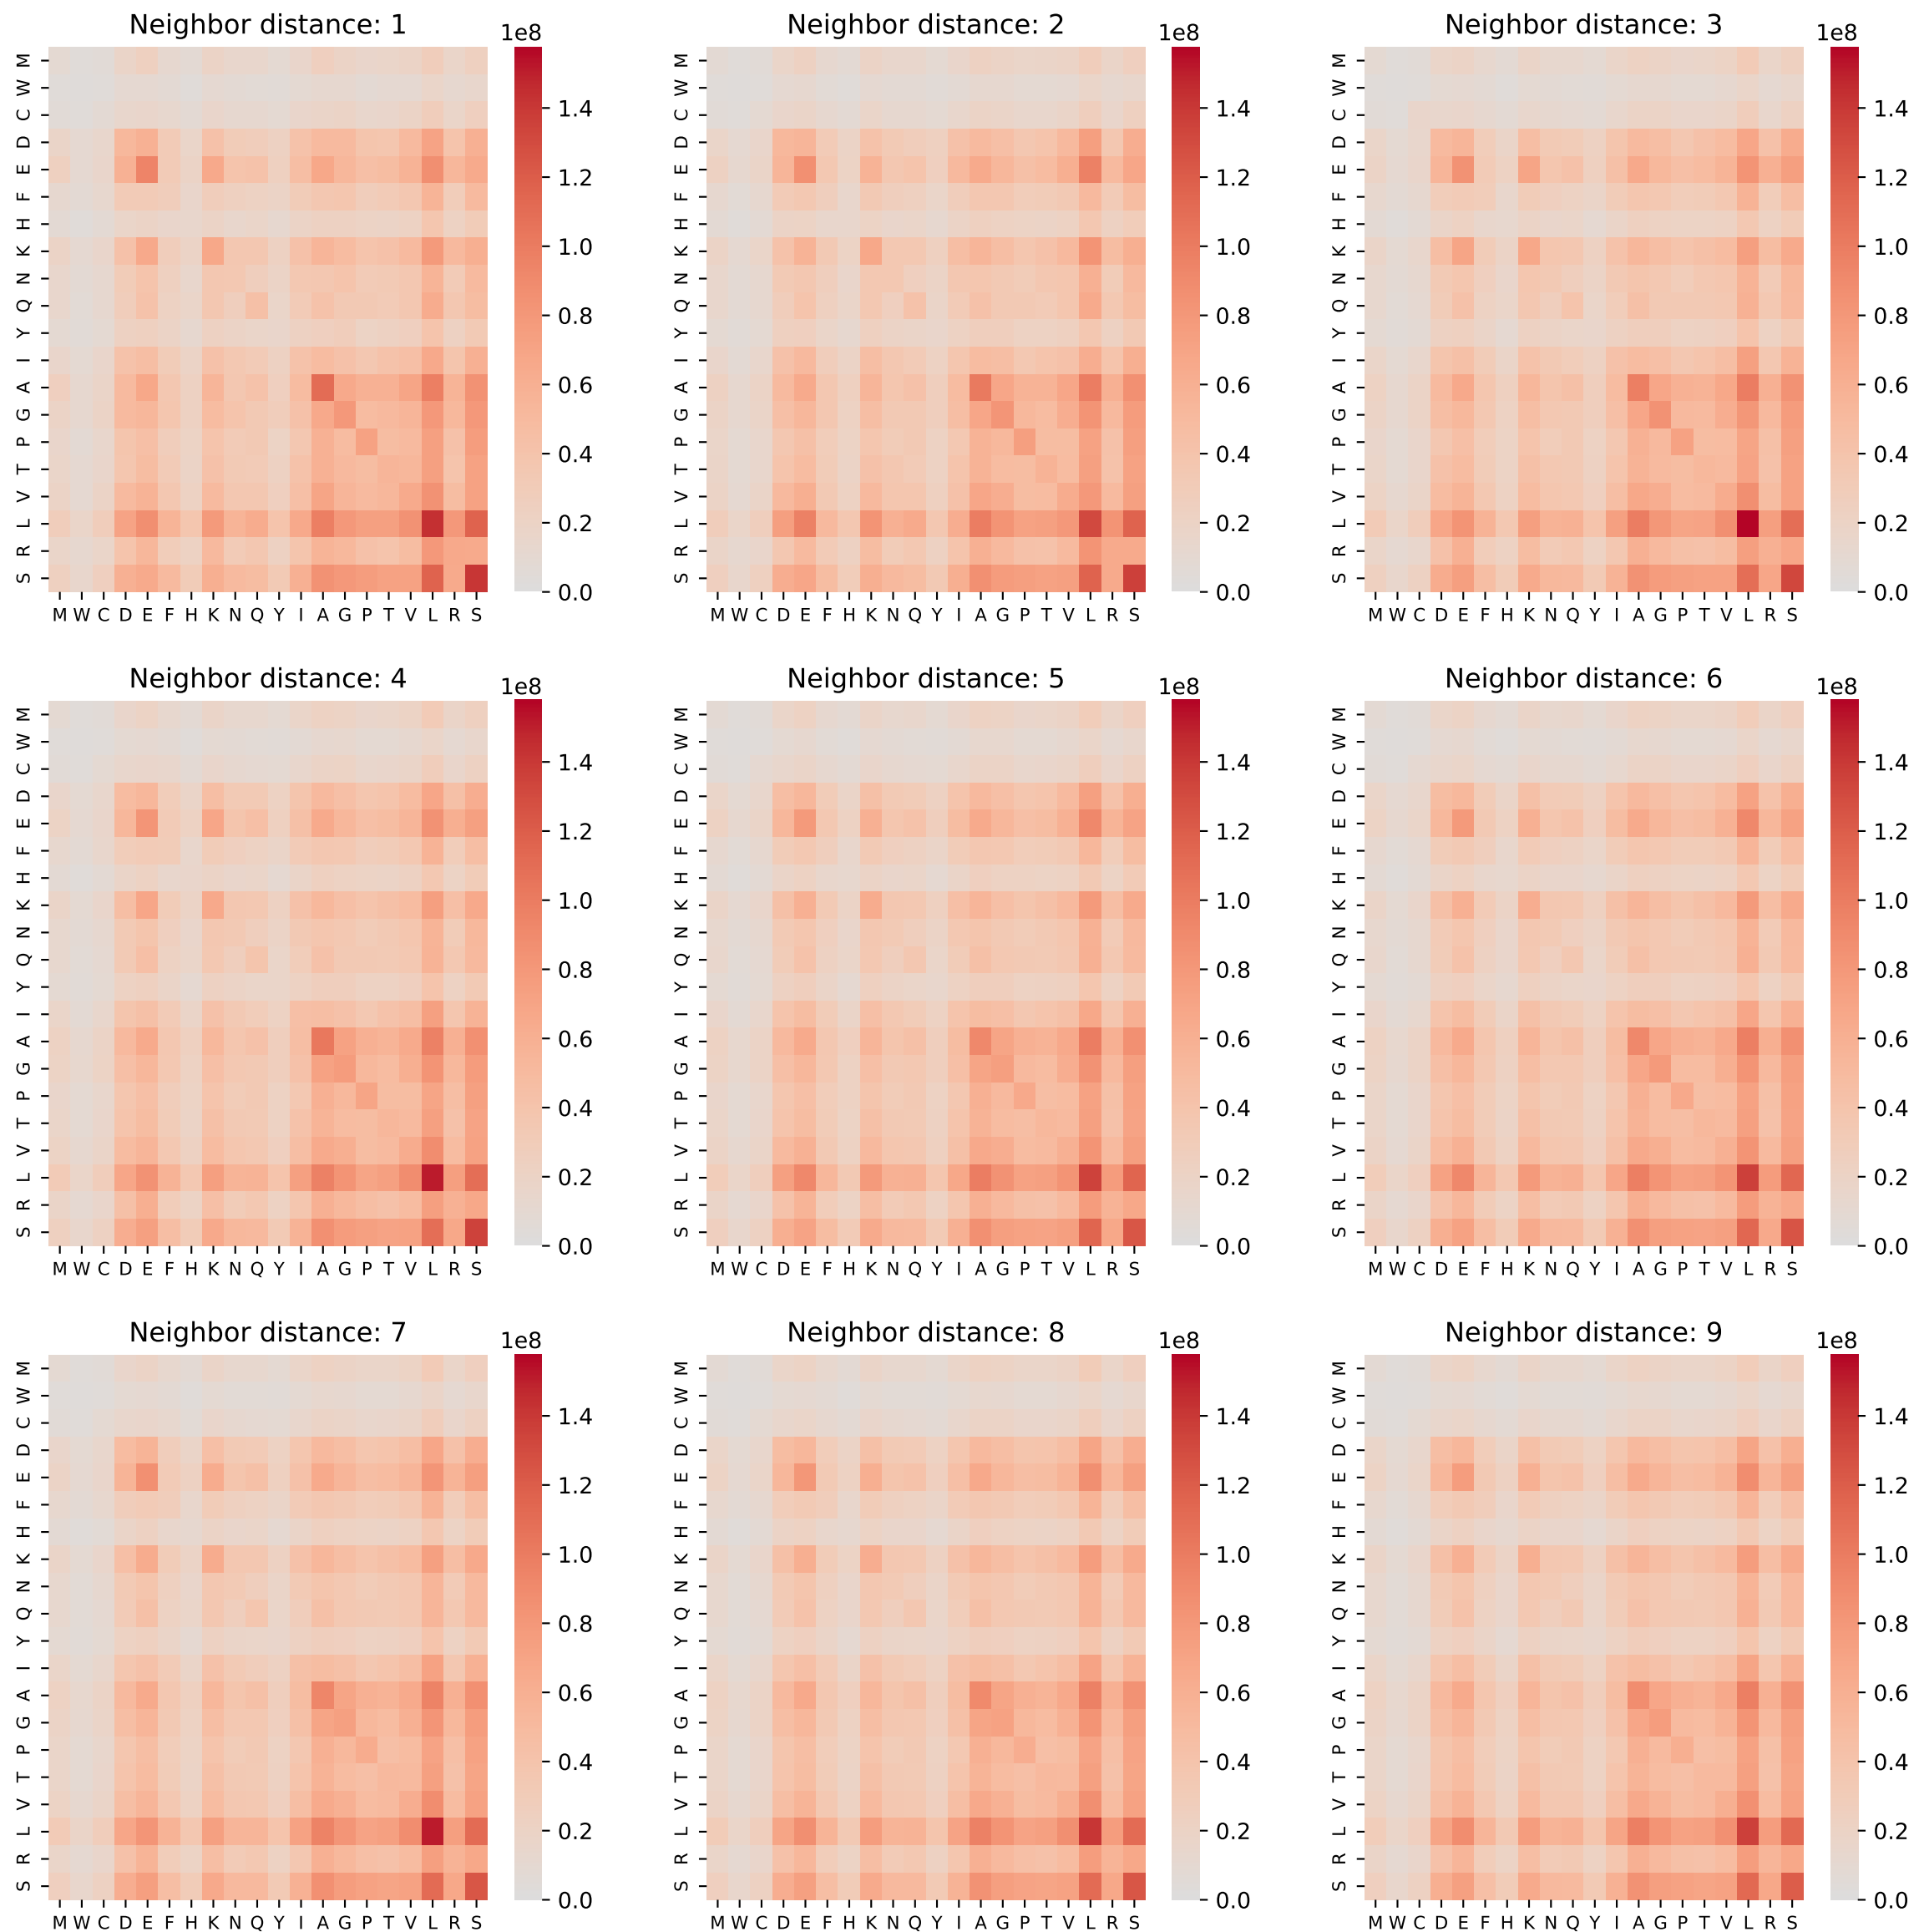 Neighbor distance: 1
1e8
M
W
C
D
E
F
H
K
N
Q
Y
I
A
G
P
T
V
L
R
S
M W C D E F H K N Q Y I A G P T V L R S
1.4
1.2
1.0
0.8
0.6
0.4
0.2
0.0
Neighbor distance: 2
1e8
M
W
C
D
E
F
H
K
N
Q
Y
I
A
G
P
T
V
L
R
S
M W C D E F H K N Q Y I A G P T V L R S
1.4
1.2
1.0
0.8
0.6
0.4
0.2
0.0
Neighbor distance: 3
1e8
M
W
C
D
E
F
H
K
N
Q
Y
I
A
G
P
T
V
L
R
S
M W C D E F H K N Q Y I A G P T V L R S
1.4
1.2
1.0
0.8
0.6
0.4
0.2
0.0
Neighbor distance: 4
1e8
M
W
C
D
E
F
H
K
N
Q
Y
I
A
G
P
T
V
L
R
S
M W C D E F H K N Q Y I A G P T V L R S
1.4
1.2
1.0
0.8
0.6
0.4
0.2
0.0
Neighbor distance: 5
1e8
M
W
C
D
E
F
H
K
N
Q
Y
I
A
G
P
T
V
L
R
S
M W C D E F H K N Q Y I A G P T V L R S
1.4
1.2
1.0
0.8
0.6
0.4
0.2
0.0
Neighbor distance: 6
1e8
M
W
C
D
E
F
H
K
N
Q
Y
I
A
G
P
T
V
L
R
S
M W C D E F H K N Q Y I A G P T V L R S
1.4
1.2
1.0
0.8
0.6
0.4
0.2
0.0
Neighbor distance: 7
1e8
M
W
C
D
E
F
H
K
N
Q
Y
I
A
G
P
T
V
L
R
S
M W C D E F H K N Q Y I A G P T V L R S
1.4
1.2
1.0
0.8
0.6
0.4
0.2
0.0
Neighbor distance: 8
1e8
M
W
C
D
E
F
H
K
N
Q
Y
I
A
G
P
T
V
L
R
S
M W C D E F H K N Q Y I A G P T V L R S
1.4
1.2
1.0
0.8
0.6
0.4
0.2
0.0
Neighbor distance: 9
1e8
M
W
C
D
E
F
H
K
N
Q
Y
I
A
G
P
T
V
L
R
S
M W C D E F H K N Q Y I A G P T V L R S
1.4
1.2
1.0
0.8
0.6
0.4
0.2
0.0